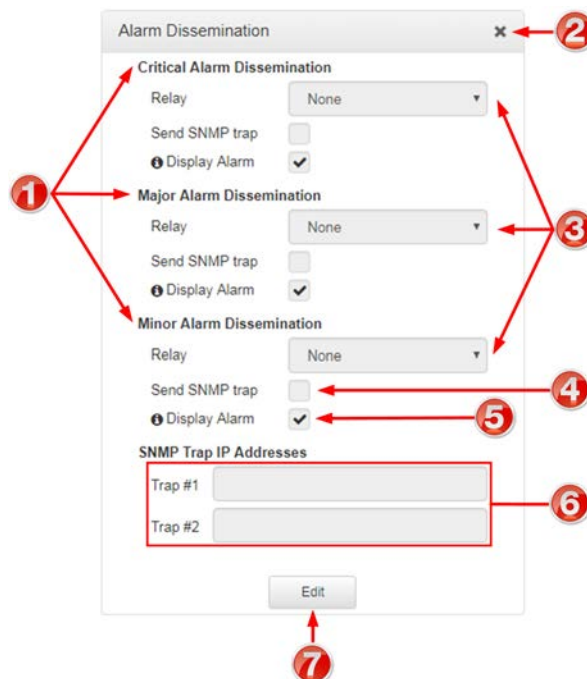 Alarm Dissemination
2
Critical Alarm Dissemination
Relay None
Send SNMP trap
Display Alarm
1
Major Alarm Dissemination
Relay None
3
Send SNMP trap
Display Alarm
Minor Alarm Dissemination
Relay None
Send SNMP trap
4
Display Alarm
5
SNMP Trap IP Addresses
Trap #1
6
Trap #2
Edit
7